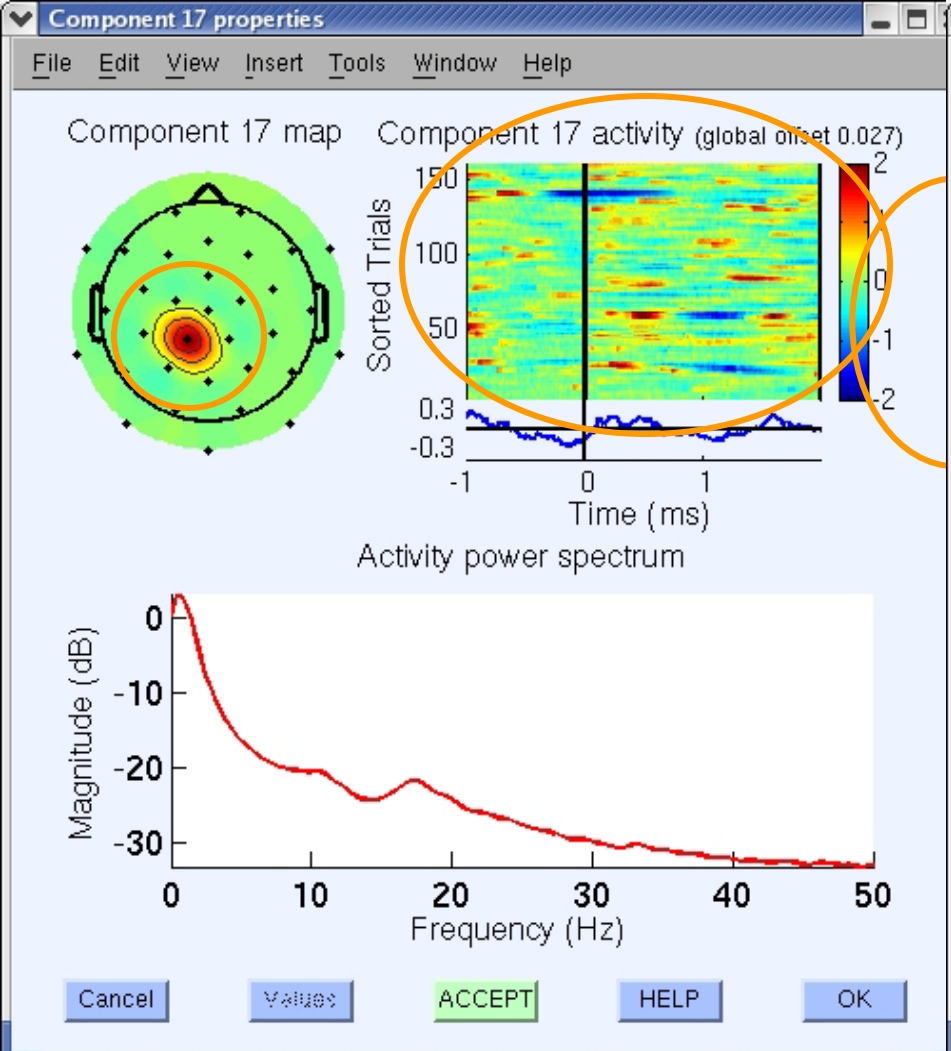 Component 17 properties
File Edit View Insert Tools Window Help
Component 17 map
Component 17 activity (global offset 0.027)
Sorted Trials
150
100
50
2
1
0
-1
-2
0.3
-0.3
-1 0 1
Time (ms)
Activity power spectrum
Magnitude (dB)
0
-10
-20
-30
0 10 20 30 40 50
Frequency (Hz)
Cancel Values ACCEPT HELP OK